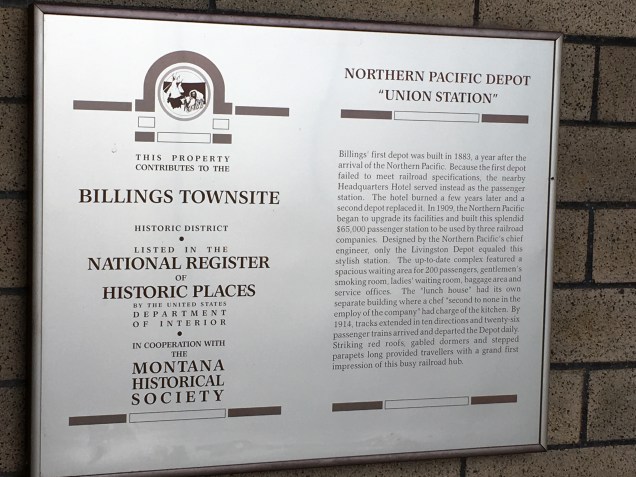 THIS PROPERTY
CONTRIBUTES TO THE
BILLINGS TOWNSITE
HISTORIC DISTRICT
LISTED IN THE
NATIONAL REGISTER
OF
HISTORIC PLACES
BY THE UNITED STATES
DEPARTMENT
OF INTERIOR
IN COOPERATION WITH
THE
MONTANA
HISTORICAL
SOCIETY
NORTHERN PACIFIC DEPOT
"UNION STATION"
Billings' first depot was built in 1883, a year after the
arrival of the Northern Pacific. Because the first depot
failed to meet railroad specifications, the nearby
Headquarters Hotel served instead as the passenger
station. The hotel burned a few years later and a
second depot replaced it. In 1909, the Northern Pacific
began to upgrade its facilities and built this splendid
$65,000 passenger station to be used by three railroad
companies. Designed by the Northern Pacific's chief
engineer, only the Livingston Depot equaled this
stylish station. The up-to-date complex featured a
spacious waiting area for 200 passengers, gentlemen's
smoking room, ladies' waiting room, baggage area and
service offices. The "lunch house" had its own
separate building where a chef "second to none in the
employ of the company" had charge of the kitchen. By
1914, tracks extended in ten directions and twenty-six
passenger trains arrived and departed the Depot daily.
Striking red roofs, gabled dormers and stepped
parapets long provided travellers with a grand first
impression of this busy railroad hub.